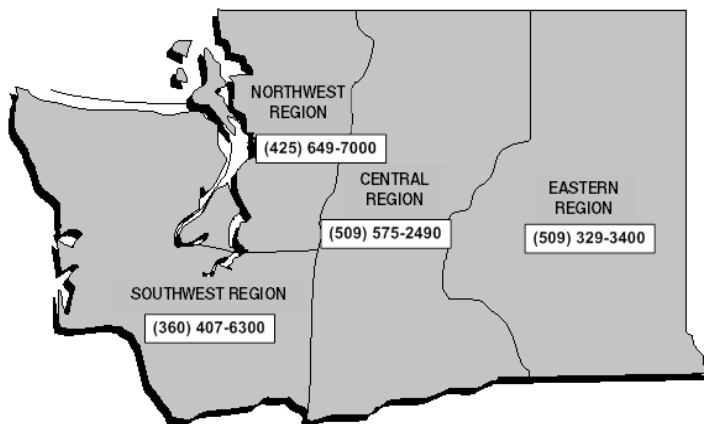 NORTHWEST
REGION
(425) 649-7000
CENTRAL
REGION
(509) 575-2490
EASTERN
REGION
(509) 329-3400
SOUTHWEST REGION
(360) 407-6300